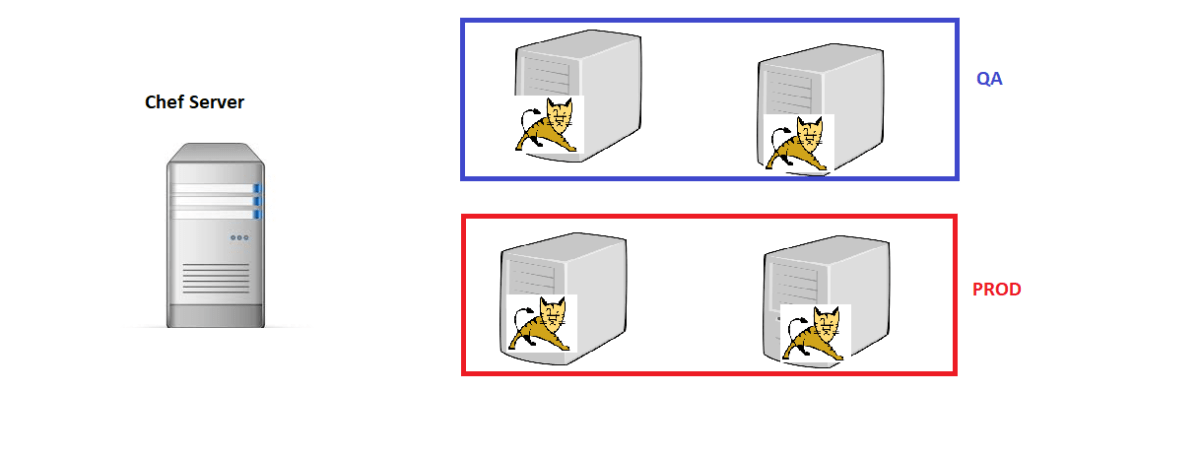 Chef Server
QA
PROD